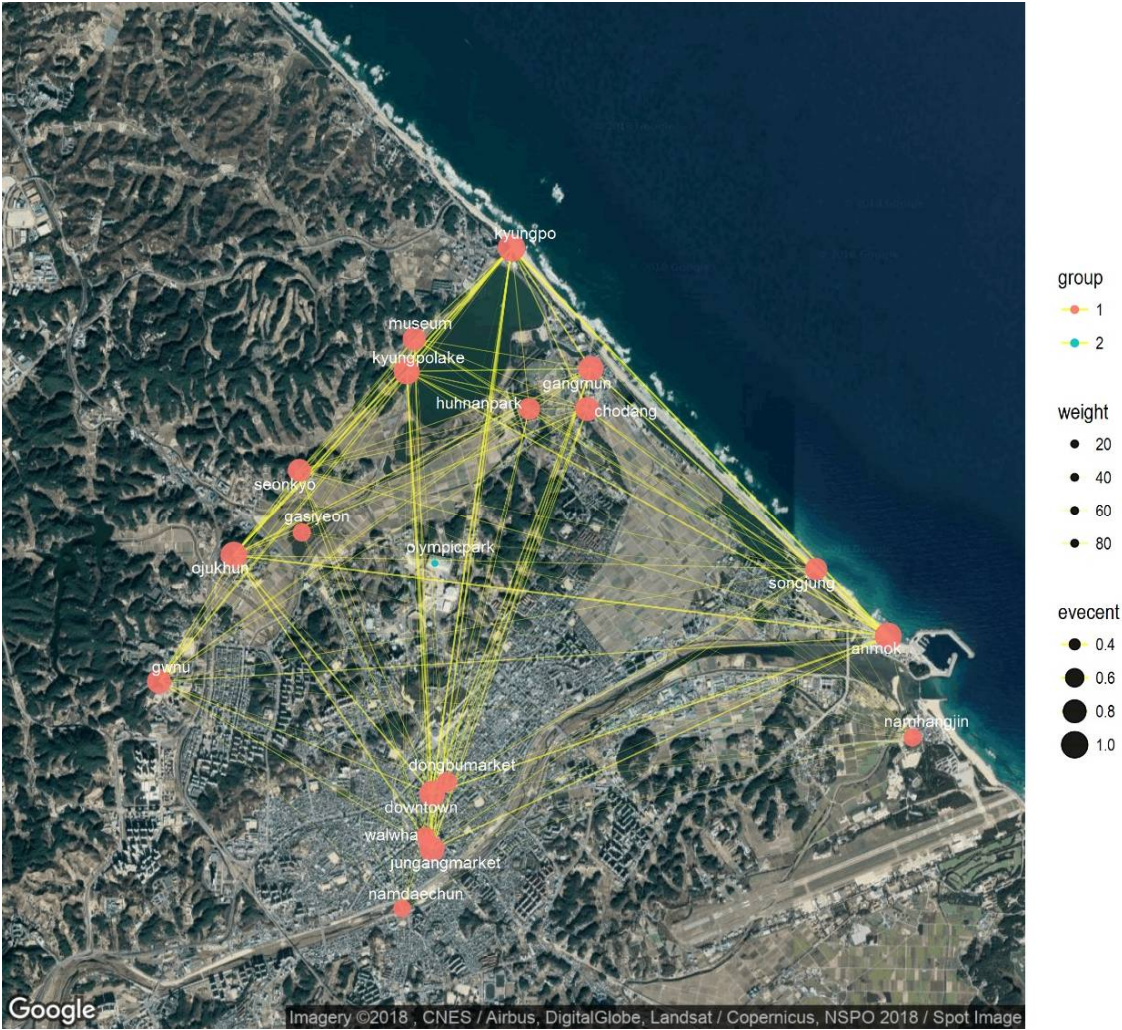 kyungpo
museum
kyungpolake
gangmun
huhnanpark
chodang
seonkyo
gasiyeon
olympicpark
ojukhun
songjung
anmok
gwnu
namhangjin
dongbumarket
downtown
walwha
jungangmarket
namdaechun
Google
Imagery ©2018 , CNES / Airbus, DigitalGlobe, Landsat / Copernicus, NSPO 2018 / Spot Image
group
1
2
weight
20
40
60
80
evecent
0.4
0.6
0.8
1.0